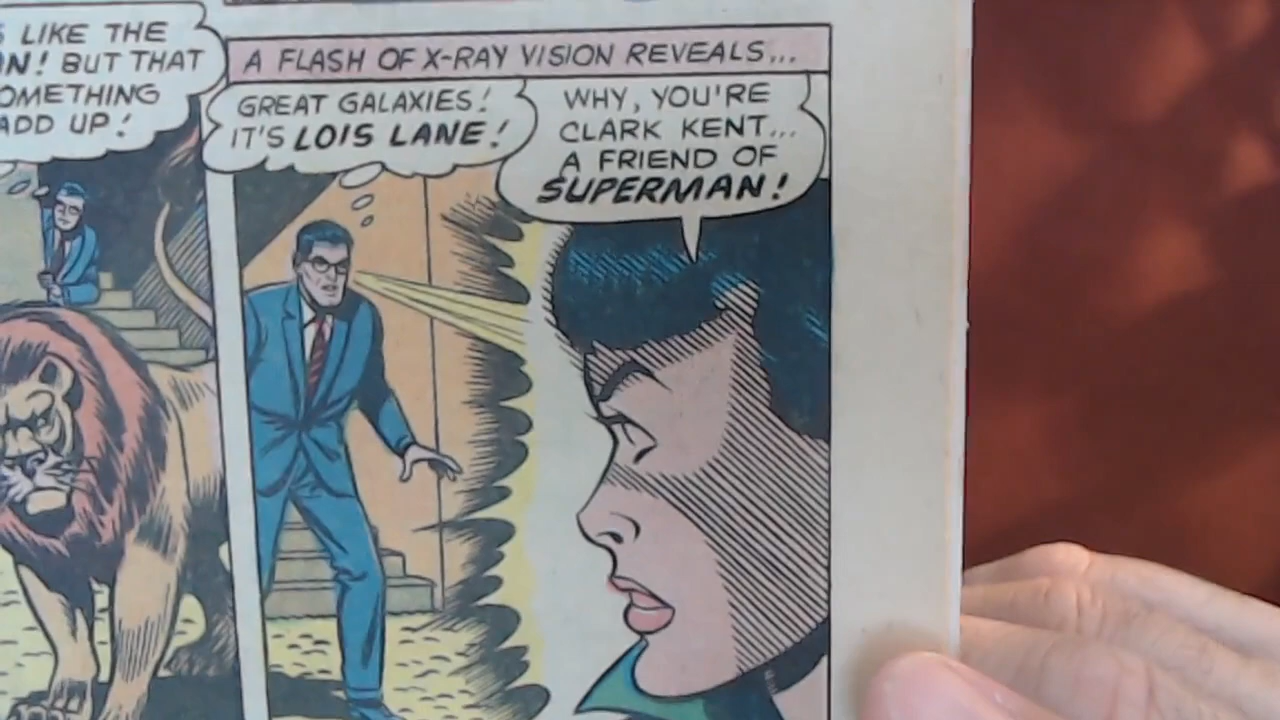 LIKE THE
BUT THAT
ADD UP!
A FLASH OF X-RAY VISION REVEALS...
GREAT GALAXIES!
IT'S LOIS LANE!
WHY, YOU'RE
CLARK KENT...
A FRIEND OF
SUPERMAN!